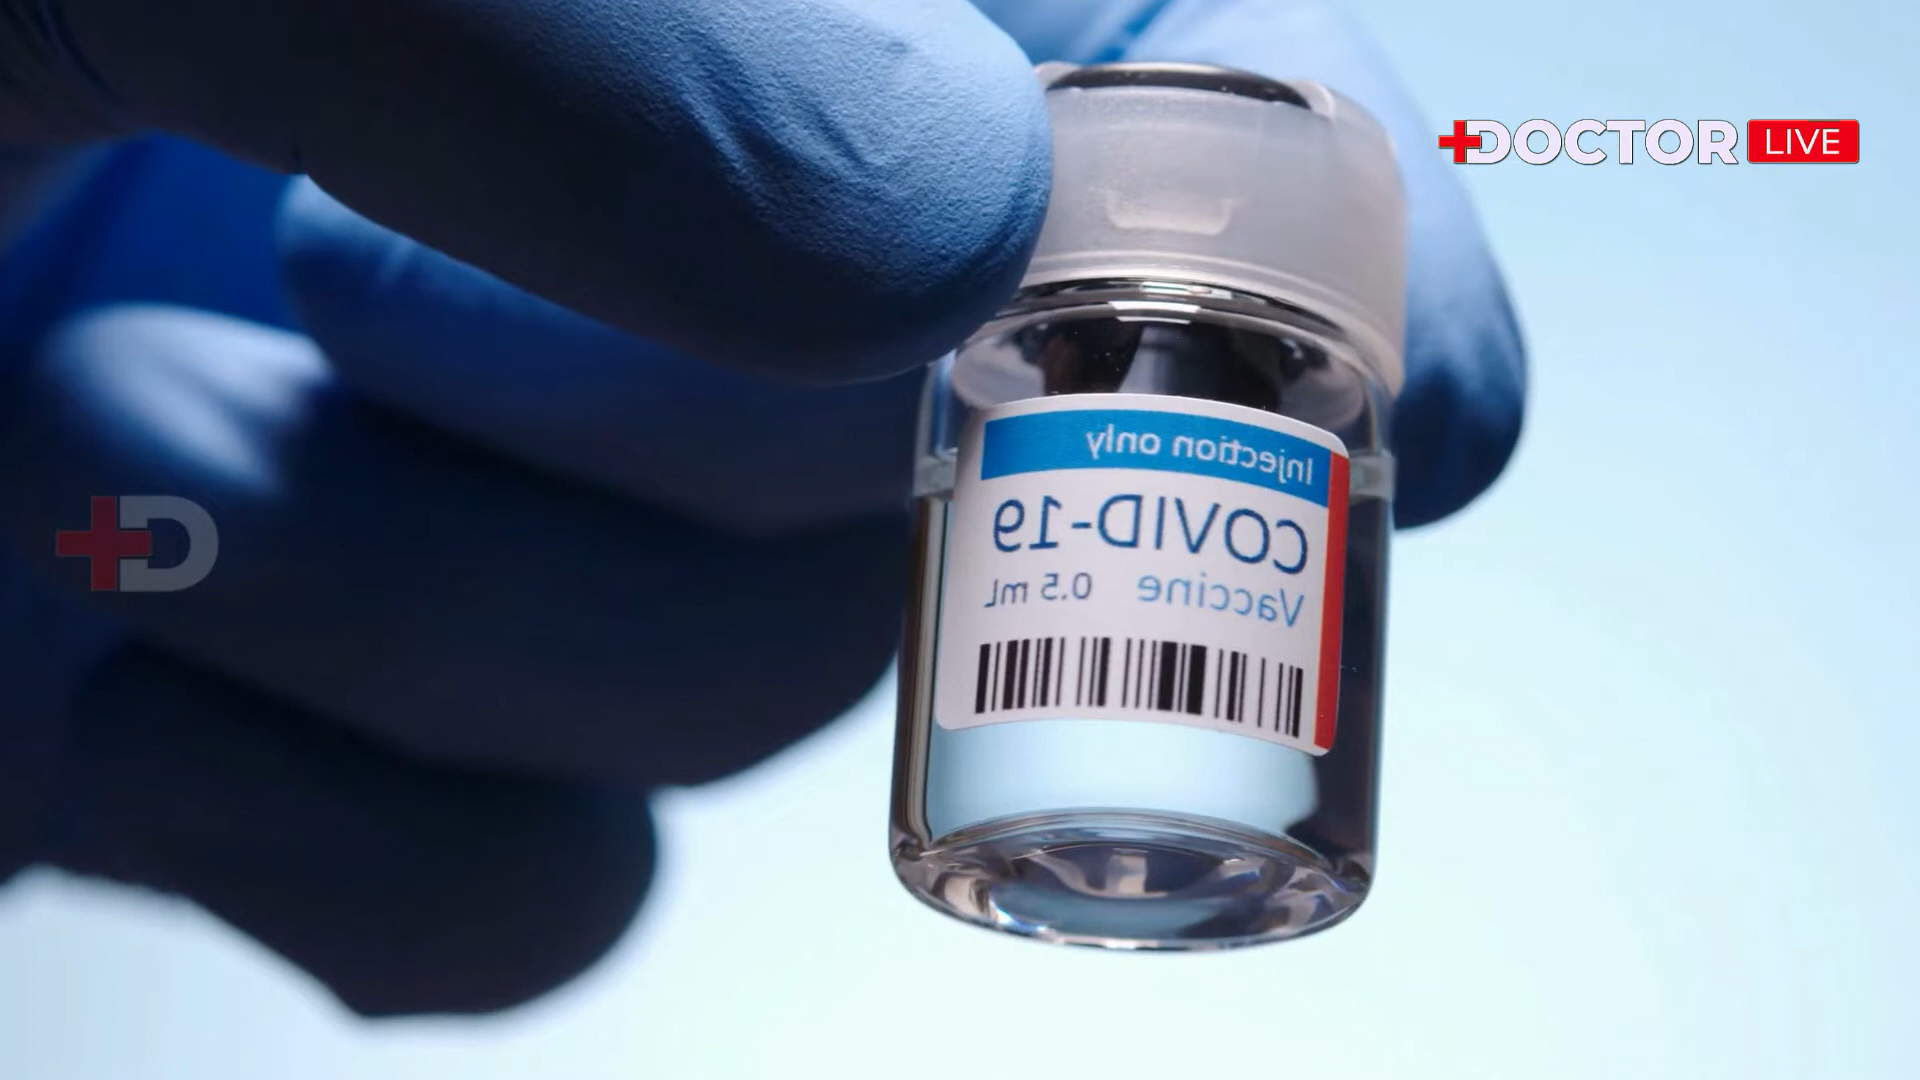 DOCTOR LIVE
Injection only
COVID-19
Vaccine 0.5 mL
D